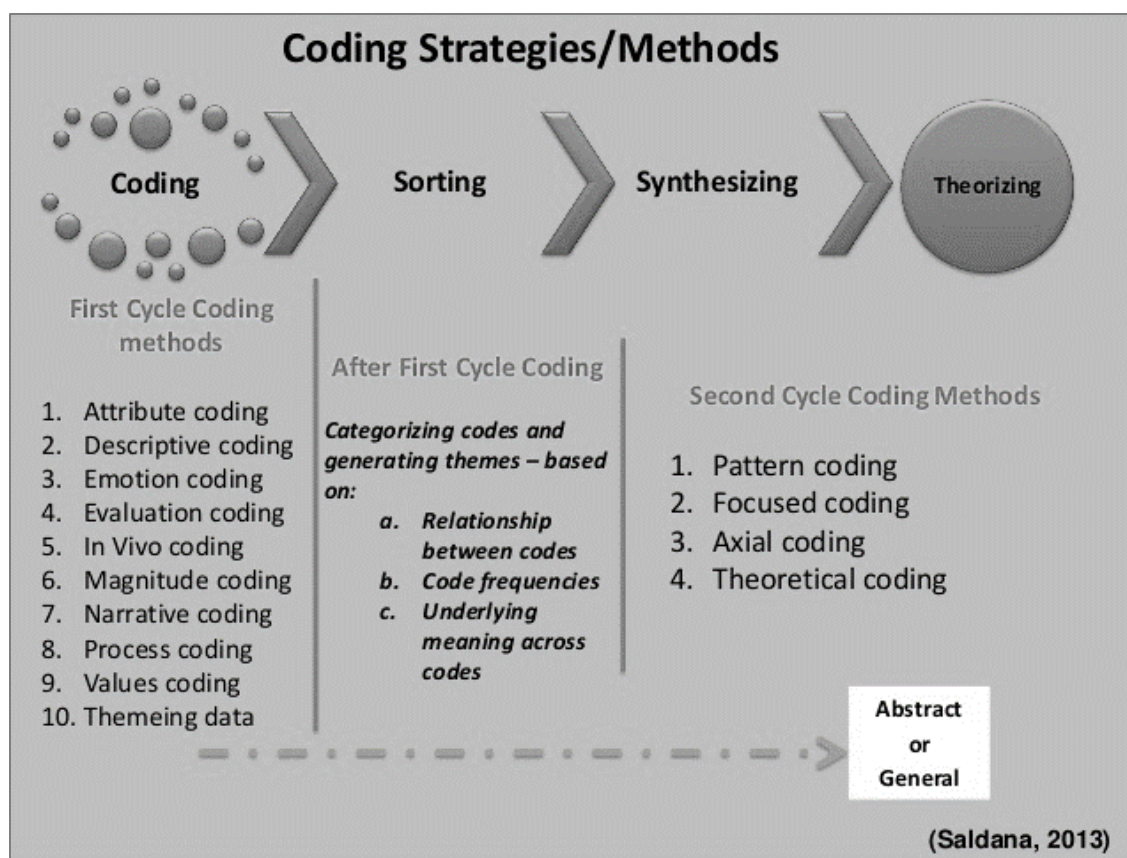 Coding Strategies/Methods
Coding
Sorting
Synthesizing
Theorizing
First Cycle Coding
methods
1. Attribute coding
2. Descriptive coding
3. Emotion coding
4. Evaluation coding
5. In Vivo coding
6. Magnitude coding
7. Narrative coding
8. Process coding
9. Values coding
10. Themeing data
After First Cycle Coding
Categorizing codes and
generating themes – based
on:
a. Relationship
between codes
b. Code frequencies
c. Underlying
meaning across
codes
Second Cycle Coding Methods
1. Pattern coding
2. Focused coding
3. Axial coding
4. Theoretical coding
Abstract
or
General
(Saldana, 2013)